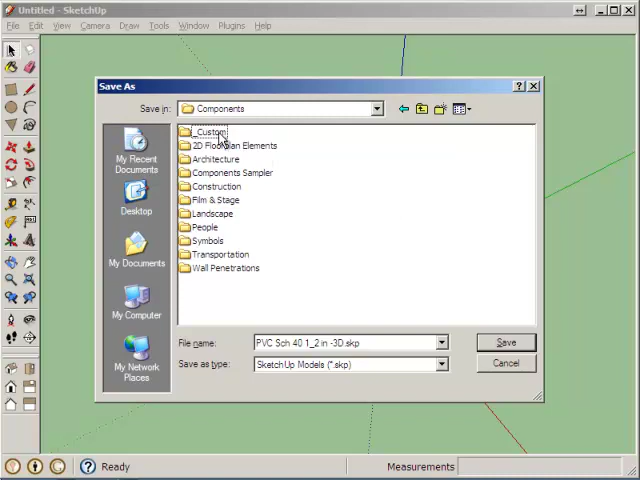 Untitled - SketchUp
File Edit View Camera Draw Tools Window Plugins Help
Save As
Save in: Components
My Recent Documents
Desktop
My Documents
My Computer
My Network Places
_Custom
2D Floorplan Elements
Architecture
Components Sampler
Construction
Film & Stage
Landscape
People
Symbols
Transportation
Wall Penetrations
File name: PVC Sch 40 1_2 in -3D.skp Save
Save as type: SketchUp Models (*.skp) Cancel
Ready Measurements